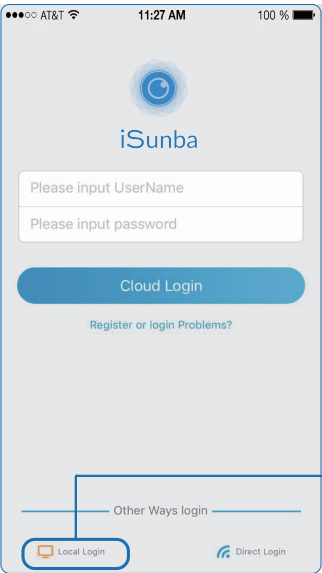 AT&T 11:27 AM 100 %
iSunba
Please input UserName
Please input password
Cloud Login
Register or login Problems?
Other Ways login
Local Login Direct Login